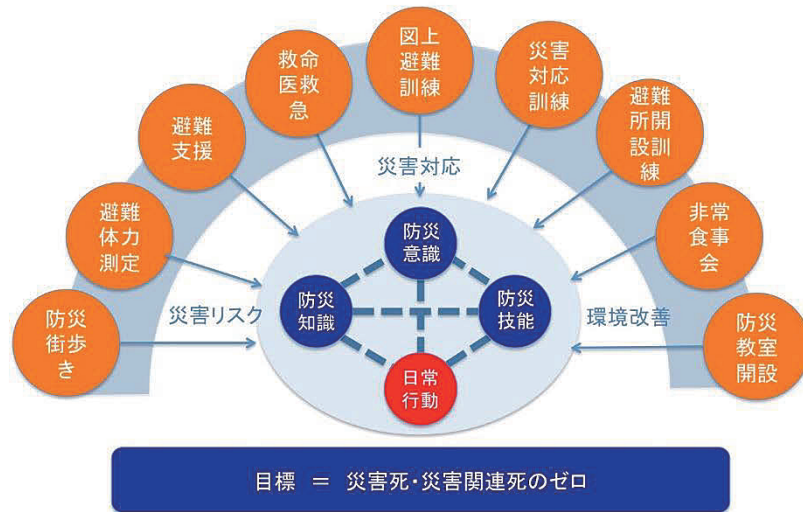 図上
避難
訓練
救命
医救
急
災害
対応
訓練
避難
支援
避難
所開
設訓
練
災害対応
避難
体力
測定
非常
食事
会
防災
意識
防災
街歩
き
災害リスク
防災
知識
防災
技能
環境改善
防災
教室
開設
日常
行動
目標 = 災害死・災害関連死のゼロ